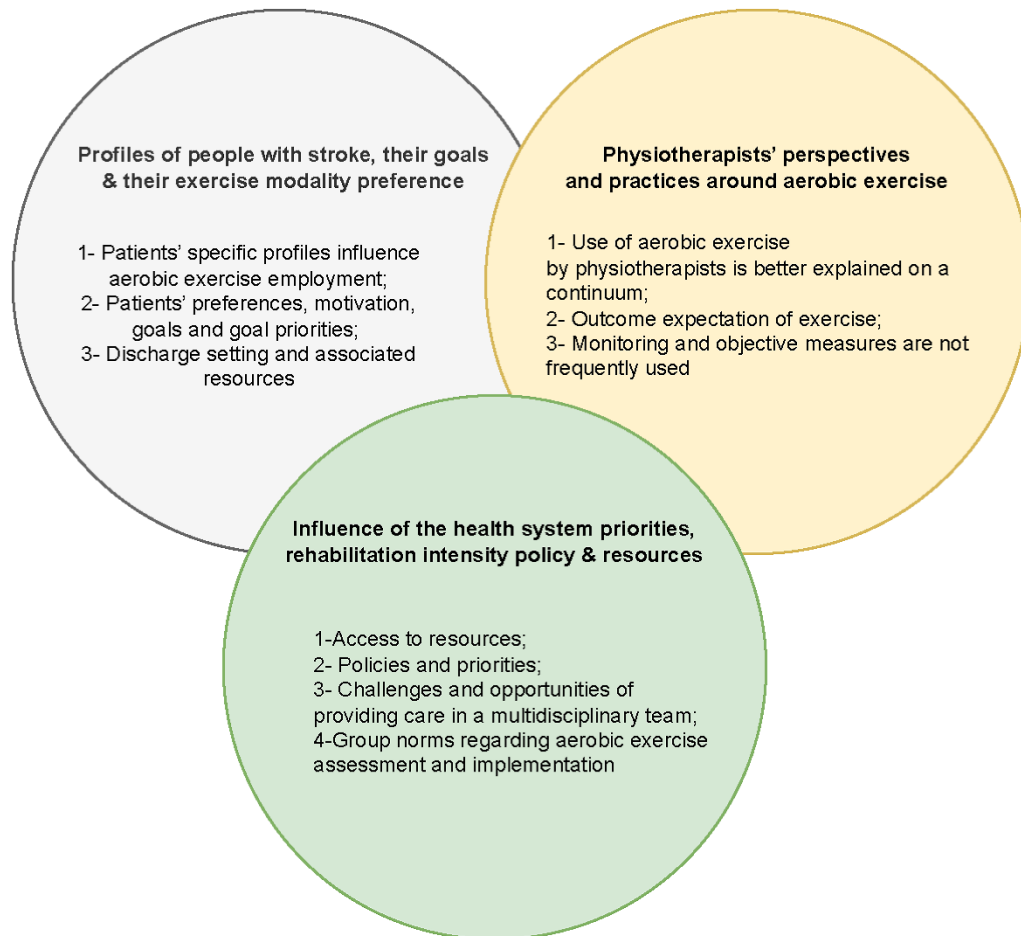 Profiles of people with stroke, their goals
& their exercise modality preference
1- Patients' specific profiles influence
aerobic exercise employment;
2- Patients' preferences, motivation,
goals and goal priorities;
3- Discharge setting and associated
resources
Physiotherapists' perspectives
and practices around aerobic exercise
1- Use of aerobic exercise
by physiotherapists is better explained on a
continuum;
2- Outcome expectation of exercise;
3- Monitoring and objective measures are not
frequently used
Influence of the health system priorities,
rehabilitation intensity policy & resources
1-Access to resources;
2- Policies and priorities;
3- Challenges and opportunities of
providing care in a multidisciplinary team;
4-Group norms regarding aerobic exercise
assessment and implementation